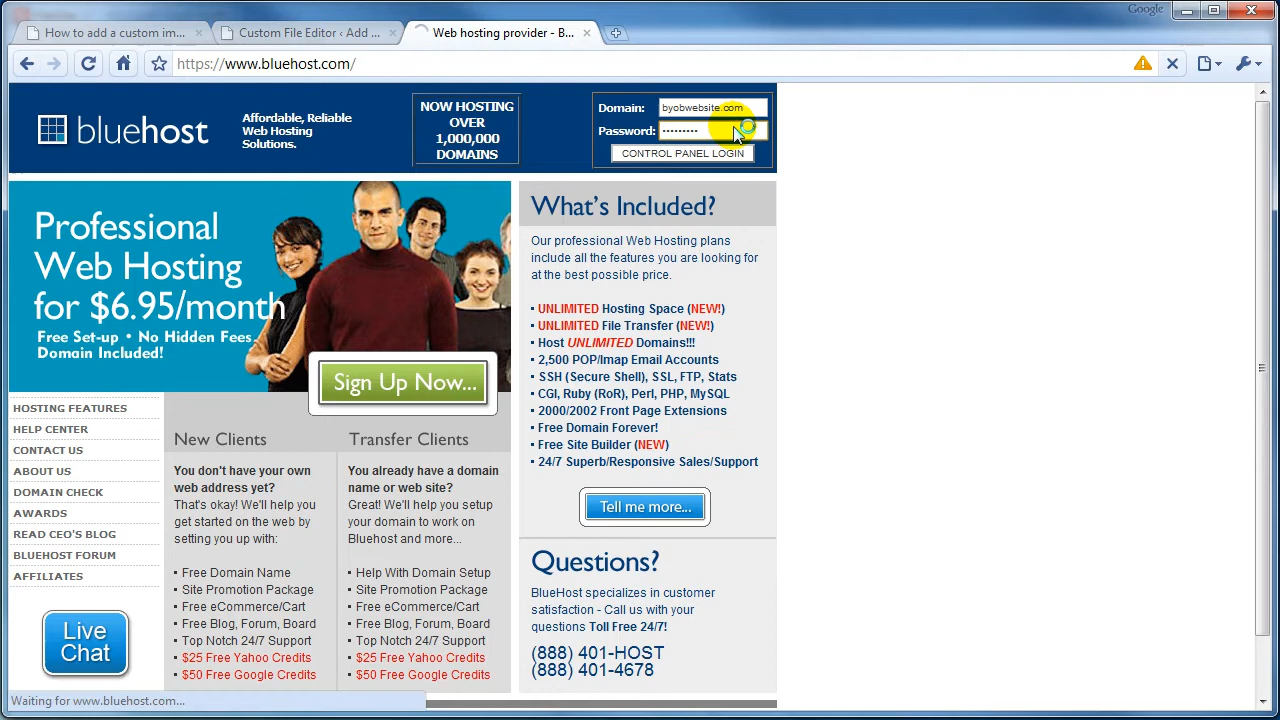 Google
How to add a custom im...
Custom File Editor ‹ Add ...
Web hosting provider - B...
https://www.bluehost.com/
bluehost
Affordable, Reliable
Web Hosting
Solutions.
NOW HOSTING
OVER
1,000,000
DOMAINS
Domain:
byobwebsite.com
Password:
•••••••••
CONTROL PANEL LOGIN
Professional
Web Hosting
for $6.95/month
Free Set-up • No Hidden Fees
Domain Included!
Sign Up Now...
What's Included?
Our professional Web Hosting plans
include all the features you are looking for
at the best possible price.
▪ UNLIMITED Hosting Space (NEW!)
▪ UNLIMITED File Transfer (NEW!)
▪ Host UNLIMITED Domains!!!
▪ 2,500 POP/Imap Email Accounts
▪ SSH (Secure Shell), SSL, FTP, Stats
▪ CGI, Ruby (RoR), Perl, PHP, MySQL
▪ 2000/2002 Front Page Extensions
▪ Free Domain Forever!
▪ Free Site Builder (NEW)
▪ 24/7 Superb/Responsive Sales/Support
Tell me more...
HOSTING FEATURES
HELP CENTER
CONTACT US
ABOUT US
DOMAIN CHECK
AWARDS
READ CEO'S BLOG
BLUEHOST FORUM
AFFILIATES
Live
Chat
New Clients
You don't have your own
web address yet?
That's okay! We'll help you
get started on the web by
setting you up with:
▪ Free Domain Name
▪ Site Promotion Package
▪ Free eCommerce/Cart
▪ Free Blog, Forum, Board
▪ Top Notch 24/7 Support
▪ $25 Free Yahoo Credits
▪ $50 Free Google Credits
Transfer Clients
You already have a domain
name or web site?
Great! We'll help you setup
your domain to work on
Bluehost and more...
▪ Help With Domain Setup
▪ Site Promotion Package
▪ Free eCommerce/Cart
▪ Free Blog, Forum, Board
▪ Top Notch 24/7 Support
▪ $25 Free Yahoo Credits
▪ $50 Free Google Credits
Questions?
BlueHost specializes in customer
satisfaction - Call us with your
questions Toll Free 24/7!
(888) 401-HOST
(888) 401-4678
Waiting for www.bluehost.com...